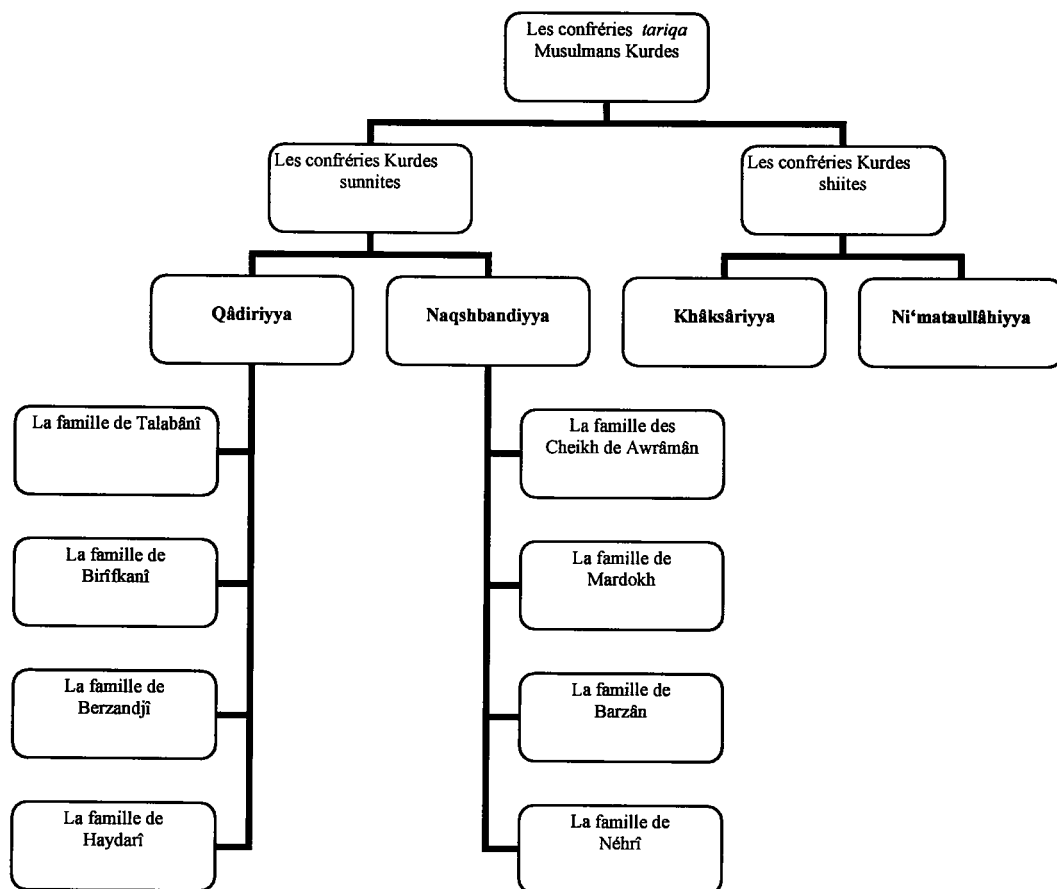 Les confréries tariqa
Musulmans Kurdes
Les confréries Kurdes
sunnites
Les confréries Kurdes
shiites
Qâdiriyya
Naqshbandiyya
Khâksâriyya
Ni‘mataullâhiyya
La famille de Talabânî
La famille des
Cheikh de Awrâmân
La famille de
Birîfkanî
La famille de
Mardokh
La famille de
Berzandjî
La famille de
Barzân
La famille de
Haydarî
La famille de
Néhrî